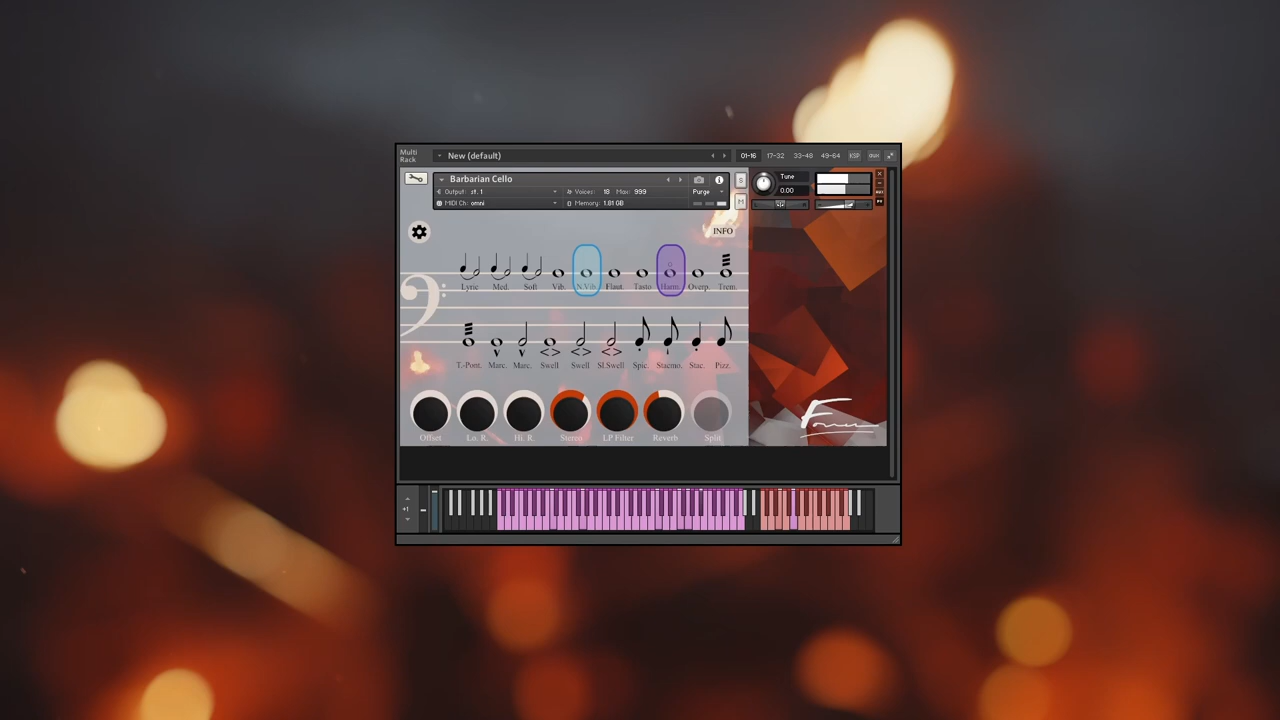 Multi
Rack
New (default)
01-16 17-32 33-48 49-64 KSP aux
Barbarian Cello
Output: st. 1 Voices: 18 Max: 999 Purge
MIDI Ch: omni Memory: 1.81 GB
S
M
Tune
0.00
INFO
Lyric Med. Soft Vib. N.Vib. Flaut. Tasto Harm. Overp. Trem.
T.-Pont. Marc. Marc. Swell Swell Sl.Swell Spic. Stacmo. Stac. Pizz.
Offset Lo. R. Hi. R. Stereo LP Filter Reverb Spin
+1